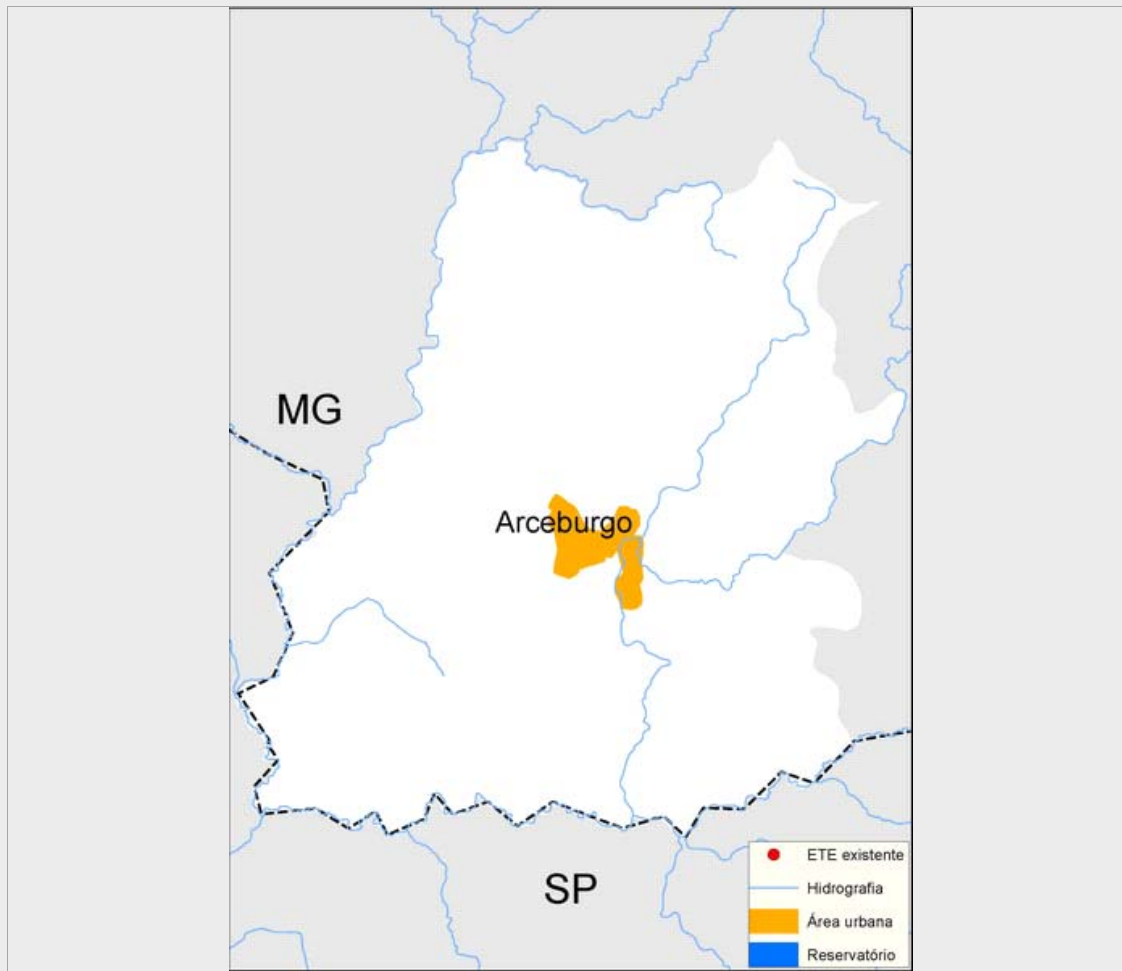 MG
Arceburgo
SP
ETE existente
Hidrografia
Área urbana
Reservatório